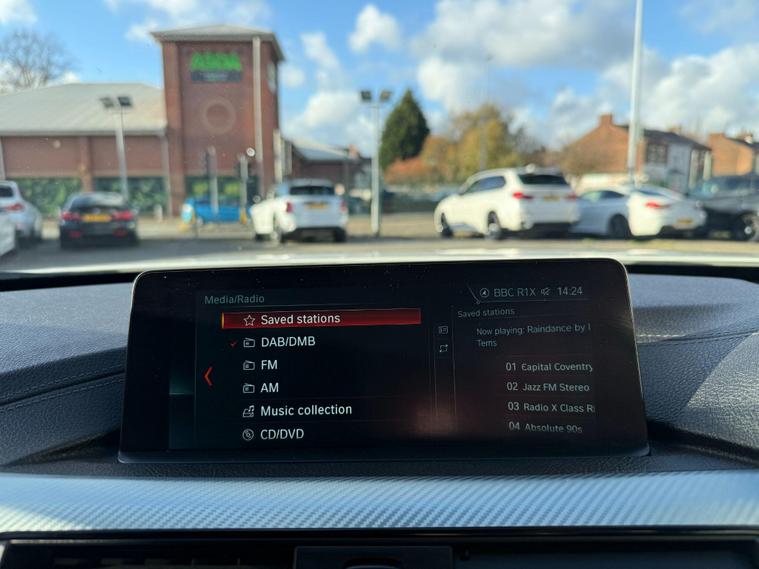 ASDA
BBC R1X 14:24
Media/Radio
Saved stations
DAB/DMB
FM
AM
Music collection
CD/DVD
Saved stations
Now playing: Raindance by
Tems
01 Capital Coventry
02 Jazz FM Stereo
03 Radio X Class
04 Absolute 90s